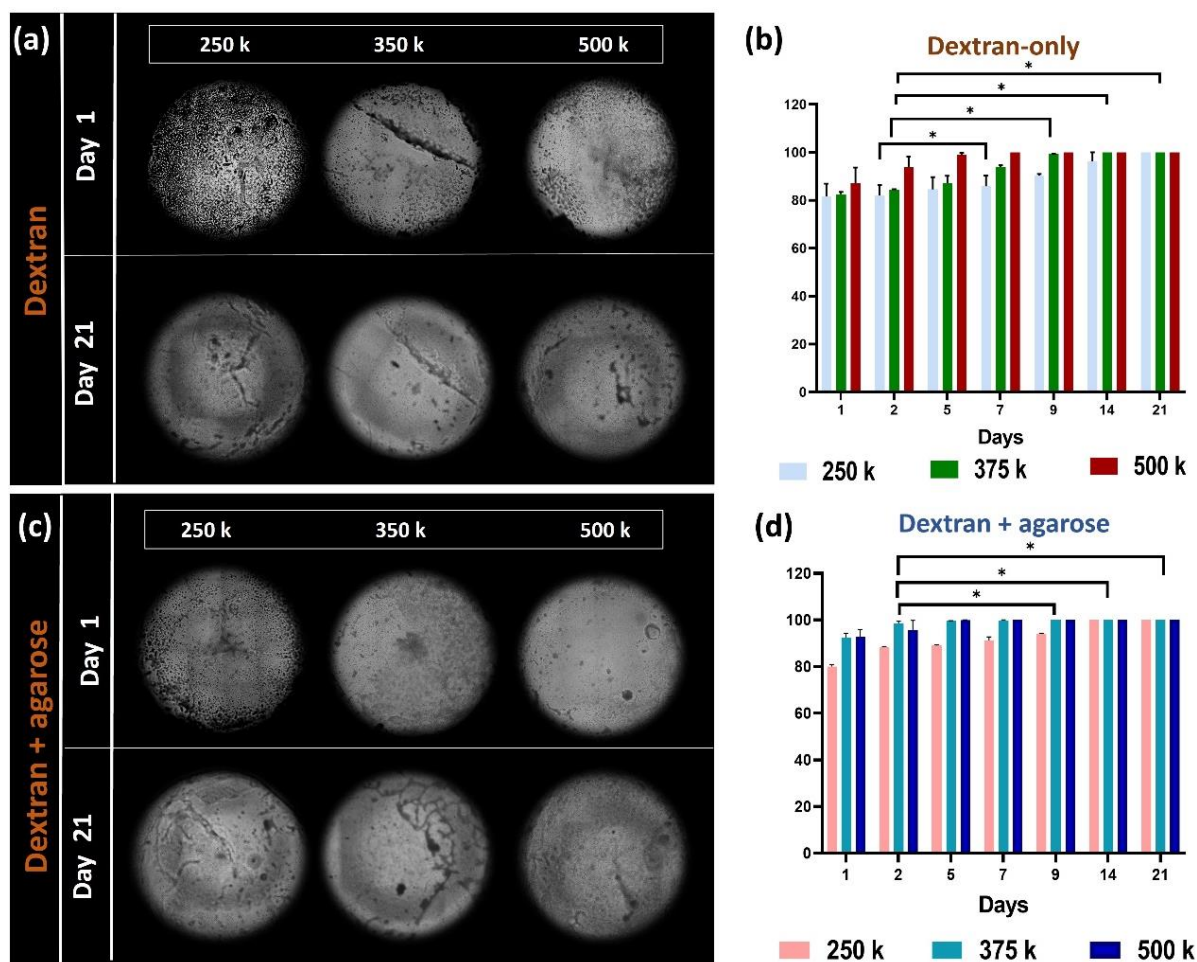 (a)
250 k 350 k 500 k
Dextran
Day 1
Day 21
(b)
Dextran-only
*
*
*
*
120
100
80
60
40
20
0
1 2 5 7 9 14 21
Days
250 k 375 k 500 k
(c)
250 k 350 k 500 k
Dextran + agarose
Day 1
Day 21
(d)
Dextran + agarose
*
*
*
120
100
80
60
40
20
0
1 2 5 7 9 14 21
Days
250 k 375 k 500 k